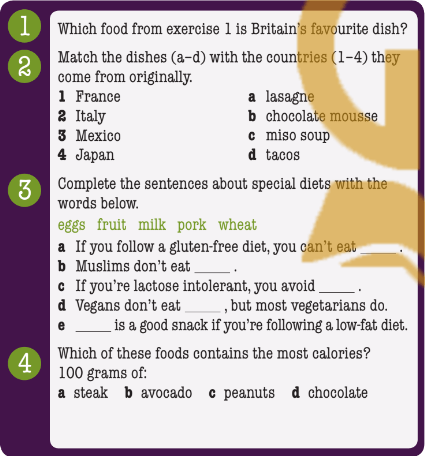 1 Which food from exercise 1 is Britain's favourite dish?
2 Match the dishes (a–d) with the countries (1–4) they
come from originally.
1 France a lasagne
2 Italy b chocolate mousse
3 Mexico c miso soup
4 Japan d tacos
3 Complete the sentences about special diets with the
words below.
eggs fruit milk pork wheat
a If you follow a gluten-free diet, you can't eat _____ .
b Muslims don't eat _____ .
c If you're lactose intolerant, you avoid _____ .
d Vegans don't eat _____ , but most vegetarians do.
e _____ is a good snack if you're following a low-fat diet.
4 Which of these foods contains the most calories?
100 grams of:
a steak b avocado c peanuts d chocolate